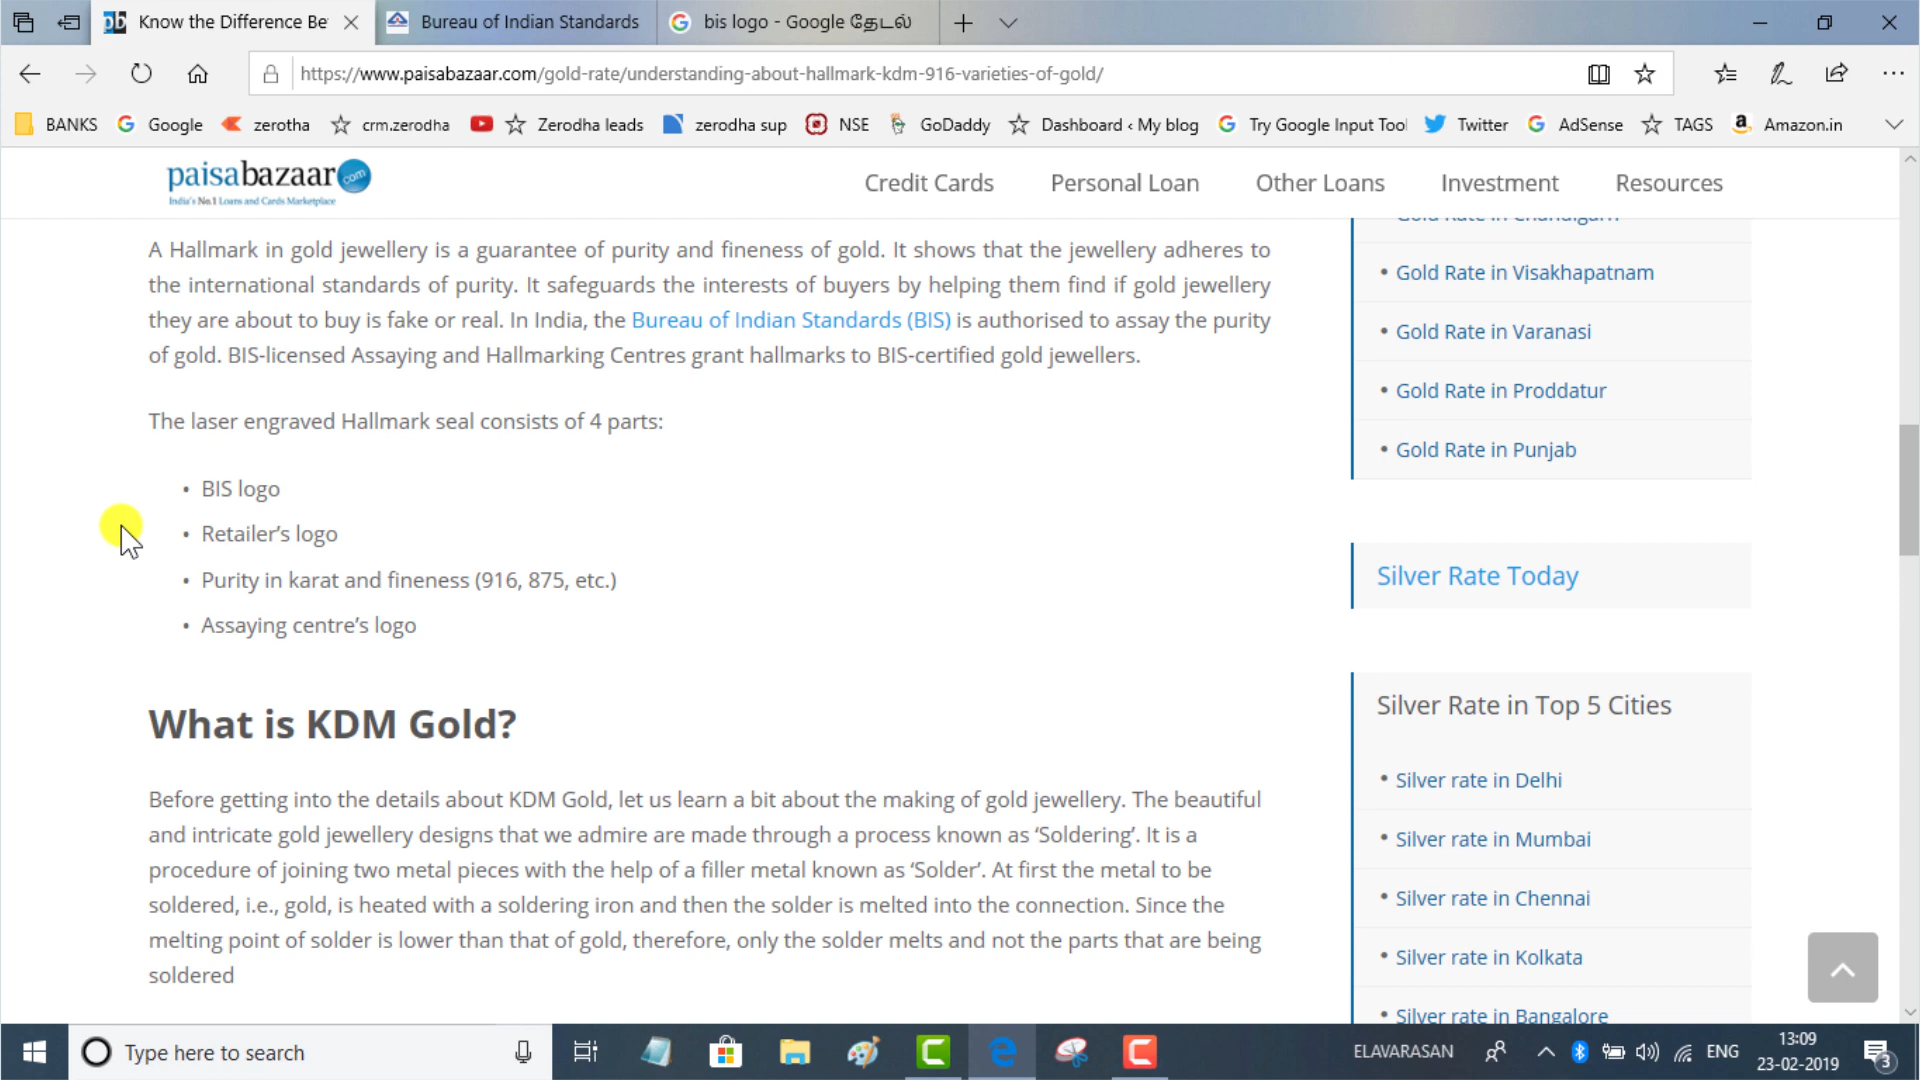 Know the Difference Be
Bureau of Indian Standards
bis logo - Google தேடல்
https://www.paisabazaar.com/gold-rate/understanding-about-hallmark-kdm-916-varieties-of-gold/
BANKS
Google
zerotha
crm.zerodha
Zerodha leads
zerodha sup
NSE
GoDaddy
Dashboard ‹ My blog
Try Google Input Tool
Twitter
AdSense
TAGS
Amazon.in
paisabazaar.com
India's No.1 Loans and Cards Marketplace
Credit Cards
Personal Loan
Other Loans
Investment
Resources
A Hallmark in gold jewellery is a guarantee of purity and fineness of gold. It shows that the jewellery adheres to
the international standards of purity. It safeguards the interests of buyers by helping them find if gold jewellery
they are about to buy is fake or real. In India, the Bureau of Indian Standards (BIS) is authorised to assay the purity
of gold. BIS-licensed Assaying and Hallmarking Centres grant hallmarks to BIS-certified gold jewellers.
The laser engraved Hallmark seal consists of 4 parts:
• BIS logo
• Retailer’s logo
• Purity in karat and fineness (916, 875, etc.)
• Assaying centre’s logo
What is KDM Gold?
Before getting into the details about KDM Gold, let us learn a bit about the making of gold jewellery. The beautiful
and intricate gold jewellery designs that we admire are made through a process known as ‘Soldering’. It is a
procedure of joining two metal pieces with the help of a filler metal known as ‘Solder’. At first the metal to be
soldered, i.e., gold, is heated with a soldering iron and then the solder is melted into the connection. Since the
melting point of solder is lower than that of gold, therefore, only the solder melts and not the parts that are being
soldered
Gold Rate in Chandigarh
• Gold Rate in Visakhapatnam
• Gold Rate in Varanasi
• Gold Rate in Proddatur
• Gold Rate in Punjab
Silver Rate Today
Silver Rate in Top 5 Cities
• Silver rate in Delhi
• Silver rate in Mumbai
• Silver rate in Chennai
• Silver rate in Kolkata
• Silver rate in Bangalore
Type here to search
ELAVARASAN
ENG
13:09
23-02-2019
3